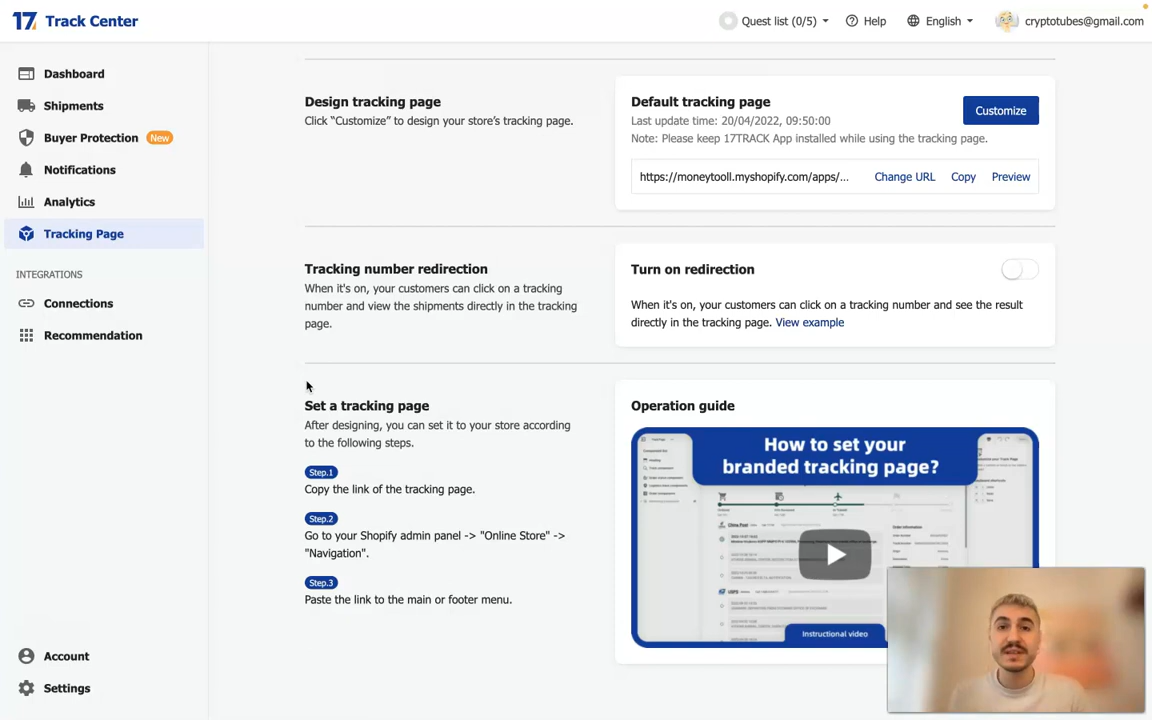 17 Track Center
Quest list (0/5)
Help
English
cryptotubes@gmail.com
Dashboard
Shipments
Buyer Protection New
Notifications
Analytics
Tracking Page
INTEGRATIONS
Connections
Recommendation
Account
Settings
Design tracking page
Click “Customize” to design your store’s tracking page.
Default tracking page
Last update time: 20/04/2022, 09:50:00
Note: Please keep 17TRACK App installed while using the tracking page.
Customize
https://moneytooll.myshopify.com/apps/...
Change URL
Copy
Preview
Tracking number redirection
When it's on, your customers can click on a tracking
number and view the shipments directly in the tracking
page.
Turn on redirection
When it's on, your customers can click on a tracking number and see the result
directly in the tracking page. View example
Set a tracking page
After designing, you can set it to your store according
to the following steps.
Step.1
Copy the link of the tracking page.
Step.2
Go to your Shopify admin panel -> "Online Store" ->
"Navigation".
Step.3
Paste the link to the main or footer menu.
Operation guide
How to set your
branded tracking page?
China Post
USPS
Order information
Instructional video